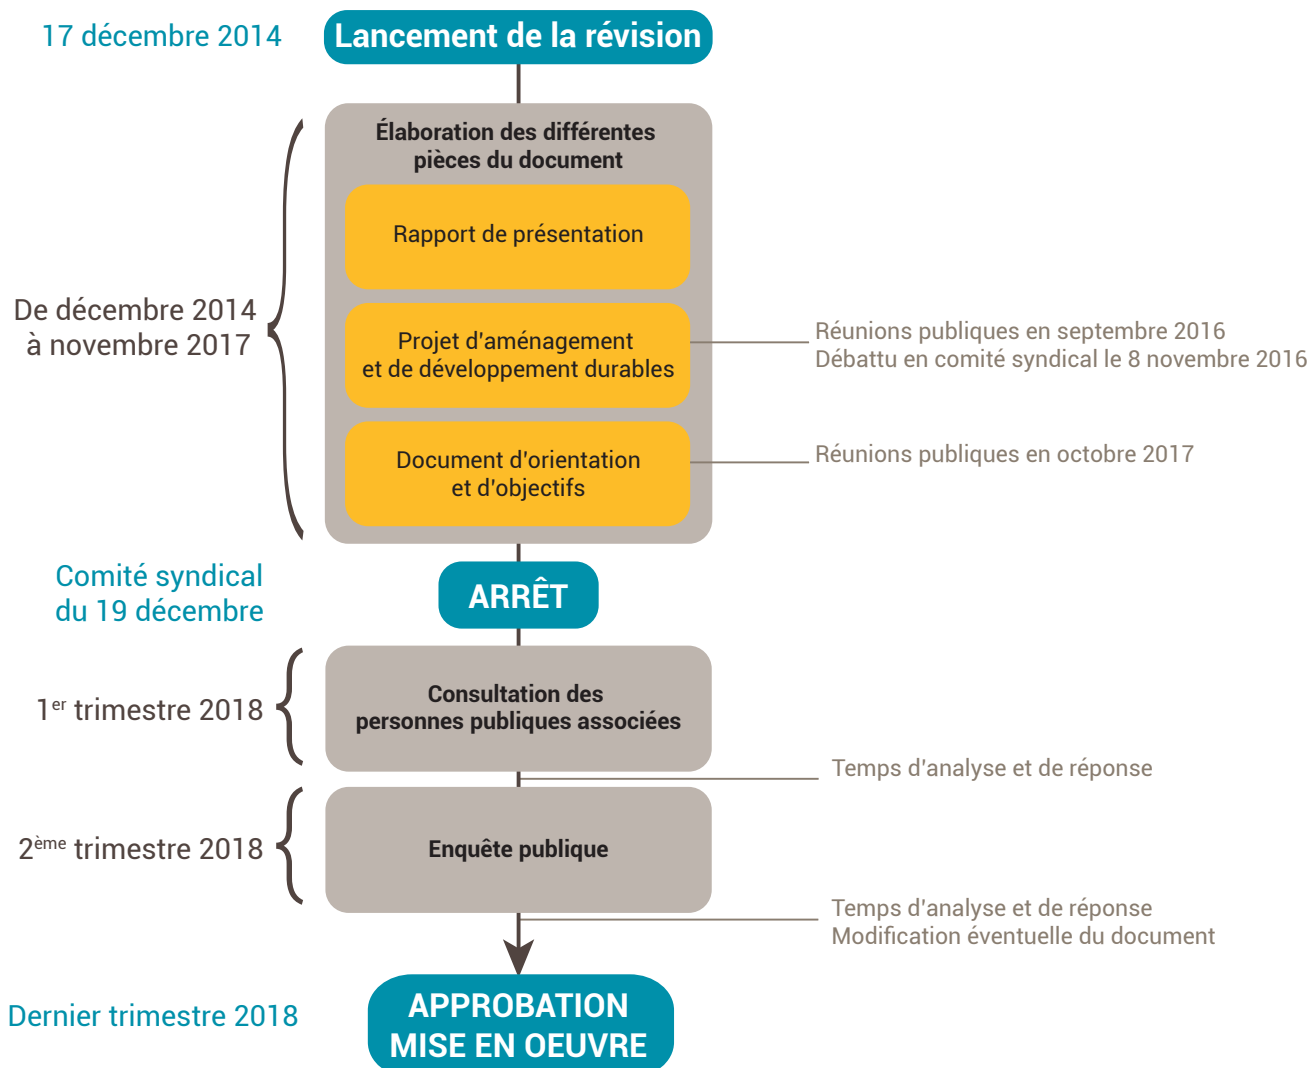 17 décembre 2014
Lancement de la révision
Élaboration des différentes
pièces du document
Rapport de présentation
De décembre 2014
à novembre 2017
Projet d'aménagement
et de développement durables
Réunions publiques en septembre 2016
Débattu en comité syndical le 8 novembre 2016
Document d'orientation
et d'objectifs
Réunions publiques en octobre 2017
Comité syndical
du 19 décembre
ARRÊT
1er trimestre 2018
Consultation des
personnes publiques associées
Temps d'analyse et de réponse
2ème trimestre 2018
Enquête publique
Temps d'analyse et de réponse
Modification éventuelle du document
Dernier trimestre 2018
APPROBATION
MISE EN OEUVRE